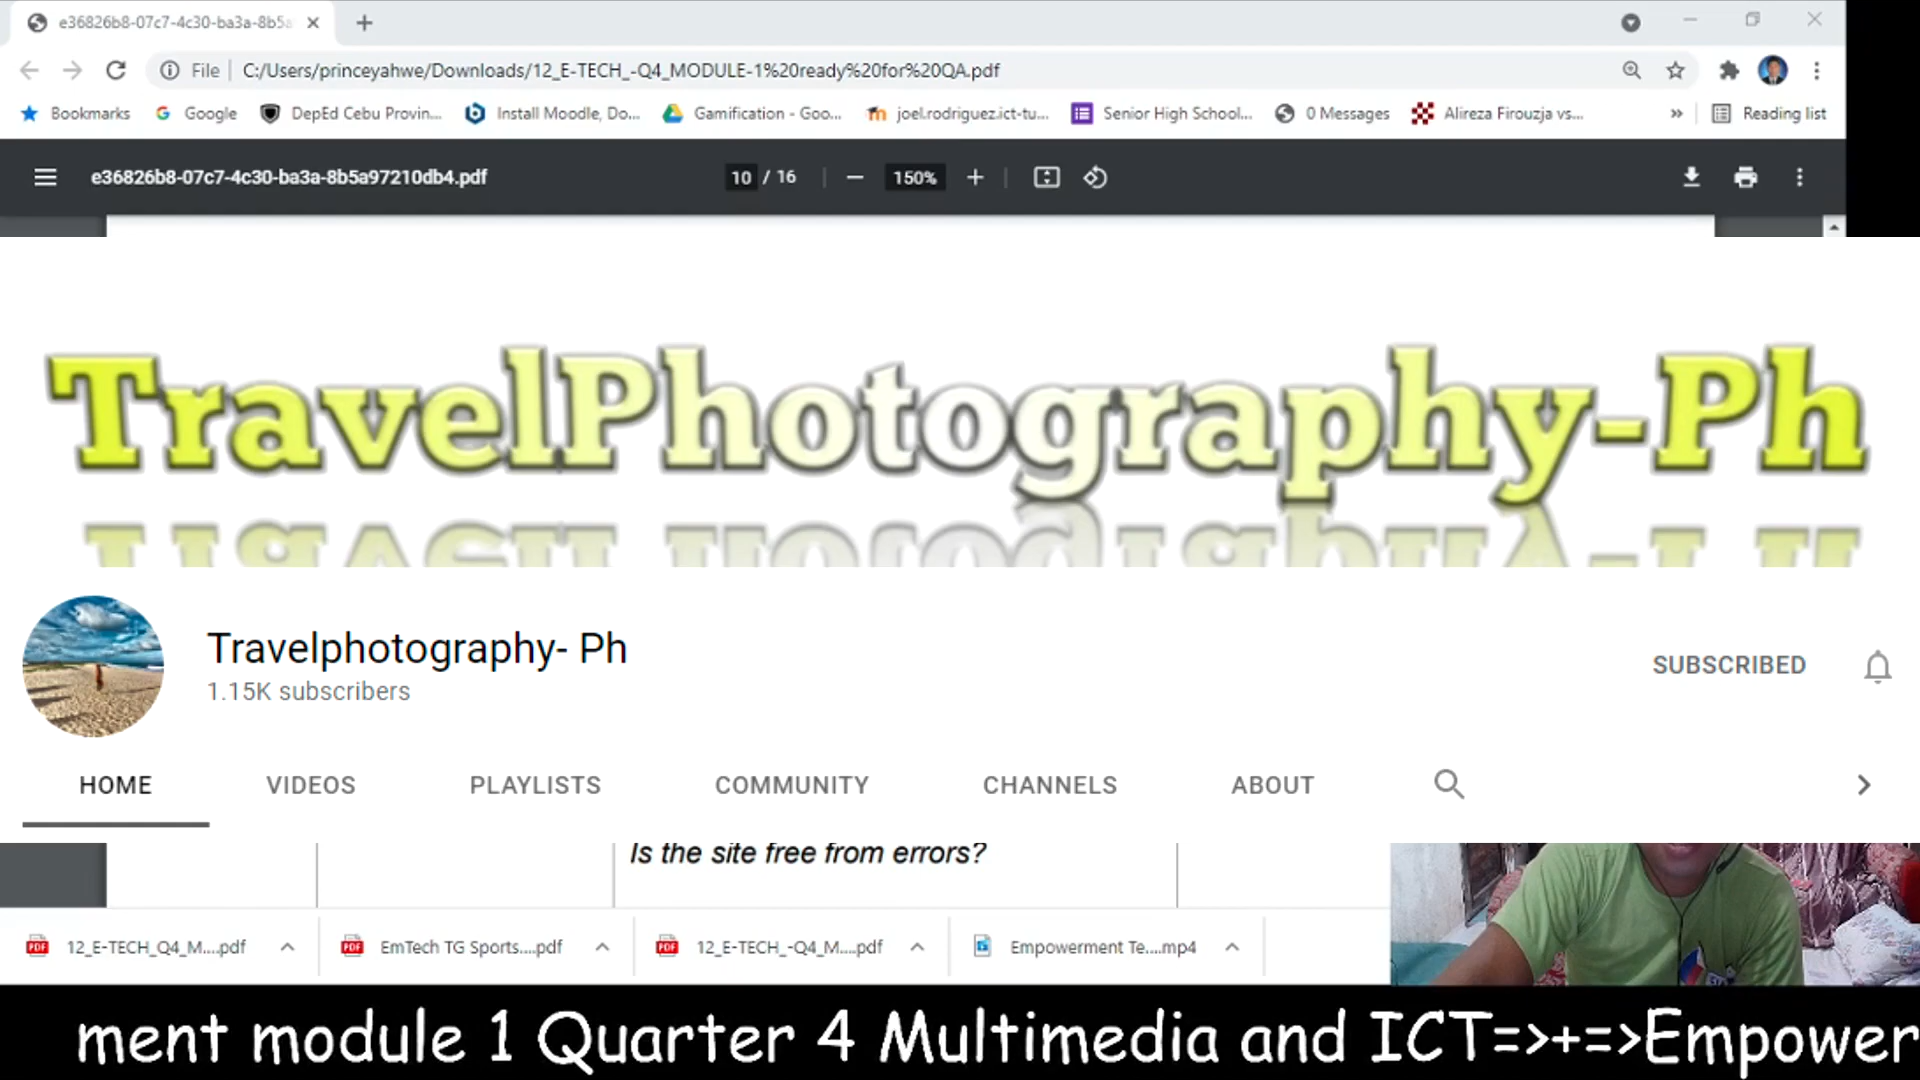 e36826b8-07c7-4c30-ba3a-8b5a
File C:/Users/princeyahwe/Downloads/12_E-TECH_-Q4_MODULE-1%20ready%20for%20QA.pdf
Bookmarks Google DepEd Cebu Provin... Install Moodle, Do... Gamification - Goo... joel.rodriguez.ict-tu... Senior High School... 0 Messages Alireza Firouzja vs... » Reading list
e36826b8-07c7-4c30-ba3a-8b5a97210db4.pdf 10 / 16 — 150% +
TravelPhotography-Ph
Travelphotography- Ph
1.15K subscribers
SUBSCRIBED
HOME VIDEOS PLAYLISTS COMMUNITY CHANNELS ABOUT
Is the site free from errors?
PDF 12_E-TECH_Q4_M....pdf PDF EmTech TG Sports....pdf PDF 12_E-TECH_-Q4_M....pdf Empowerment Te....mp4
ment module 1 Quarter 4 Multimedia and ICT=>+=>Empower